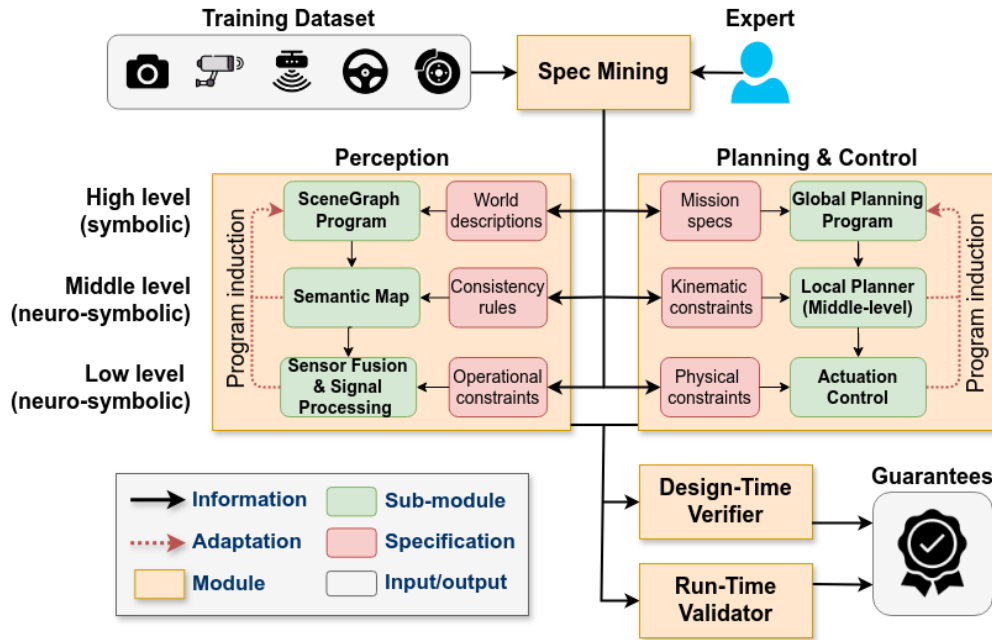 Training Dataset
Expert
Spec Mining
Perception
Planning & Control
High level
(symbolic)
SceneGraph
Program
World
descriptions
Mission
specs
Global Planning
Program
Middle level
(neuro-symbolic)
Program induction
Semantic Map
Consistency
rules
Kinematic
constraints
Local Planner
(Middle-level)
Program induction
Low level
(neuro-symbolic)
Sensor Fusion
& Signal
Processing
Operational
constraints
Physical
constraints
Actuation
Control
Information
Sub-module
Adaptation
Specification
Module
Input/output
Design-Time
Verifier
Guarantees
Run-Time
Validator